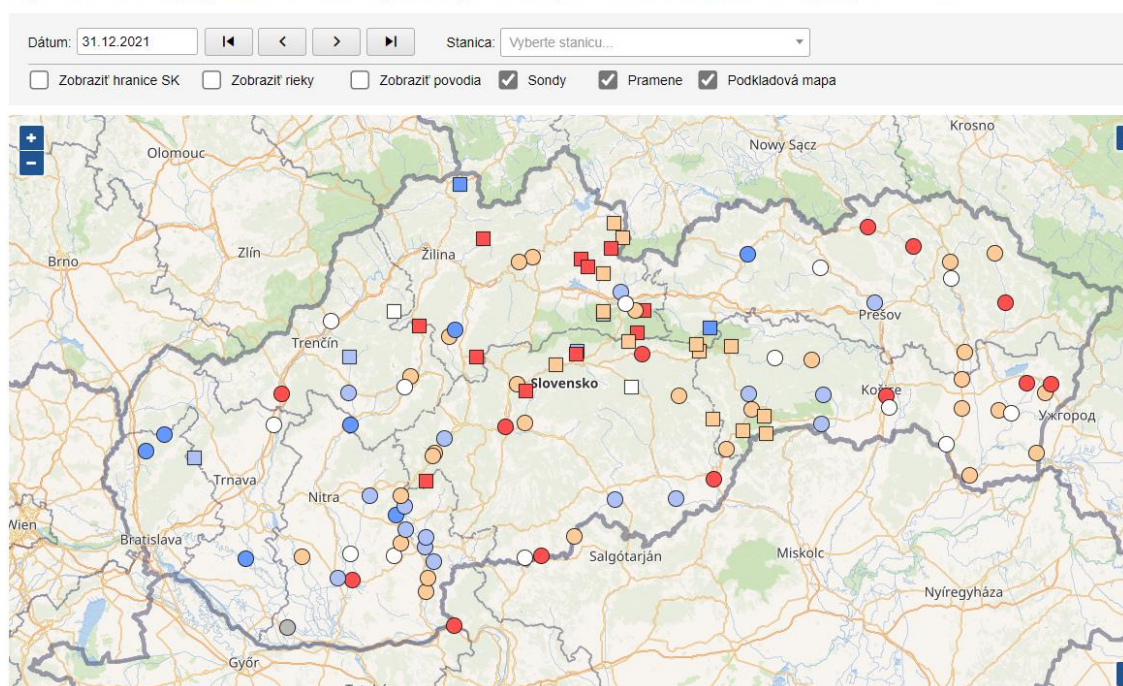 Dátum: 31.12.2021 Stanica: Vyberte stanicu...
Zobraziť hranice SK Zobraziť rieky Zobraziť povodia Sondy Pramene Podkladová mapa
+
−
Krosno
Olomouc
Nowy Sącz
Zlín
Žilina
Brno
Prešov
Trenčín
Slovensko
Košice
Ужгород
Trnava
Nitra
Wien
Bratislava
Salgótarján
Miskolc
Nyíregyháza
Győr